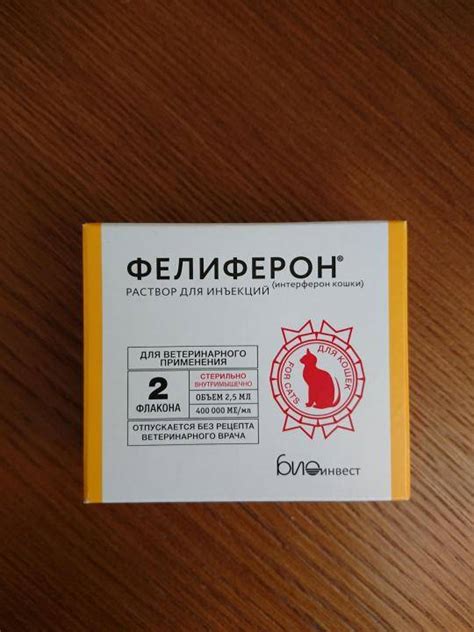 ФЕЛИФЕРОН®
РАСТВОР ДЛЯ ИНЪЕКЦИЙ (интерферон кошки)
ДЛЯ ВЕТЕРИНАРНОГО
ПРИМЕНЕНИЯ
2
ФЛАКОНА
СТЕРИЛЬНО
ВНУТРИМЫШЕЧНО
ОБЪЕМ 2,5 МЛ
400 000 МЕ/мл
ОТПУСКАЕТСЯ БЕЗ РЕЦЕПТА
ВЕТЕРИНАРНОГО ВРАЧА
ДЛЯ КОШЕК
FOR CATS
БИОИНВЕСТ